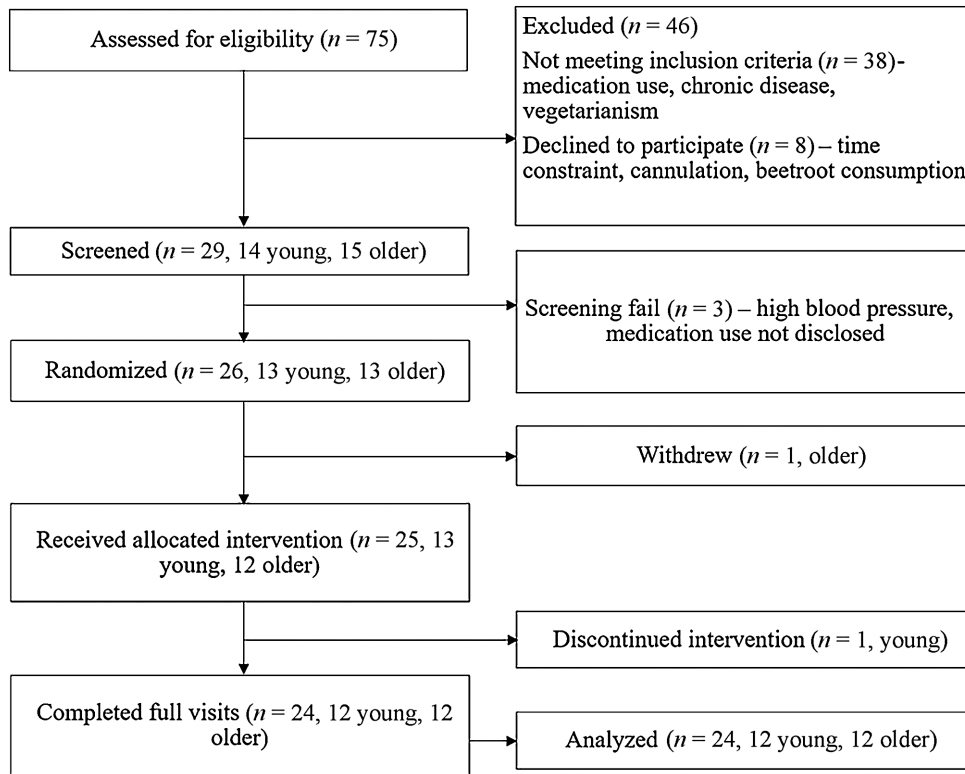 Assessed for eligibility (n = 75)
Excluded (n = 46)
Not meeting inclusion criteria (n = 38)-
medication use, chronic disease,
vegetarianism
Declined to participate (n = 8) – time
constraint, cannulation, beetroot consumption
Screened (n = 29, 14 young, 15 older)
Screening fail (n = 3) – high blood pressure,
medication use not disclosed
Randomized (n = 26, 13 young, 13 older)
Withdrew (n = 1, older)
Received allocated intervention (n = 25, 13
young, 12 older)
Discontinued intervention (n = 1, young)
Completed full visits (n = 24, 12 young, 12
older)
Analyzed (n = 24, 12 young, 12 older)